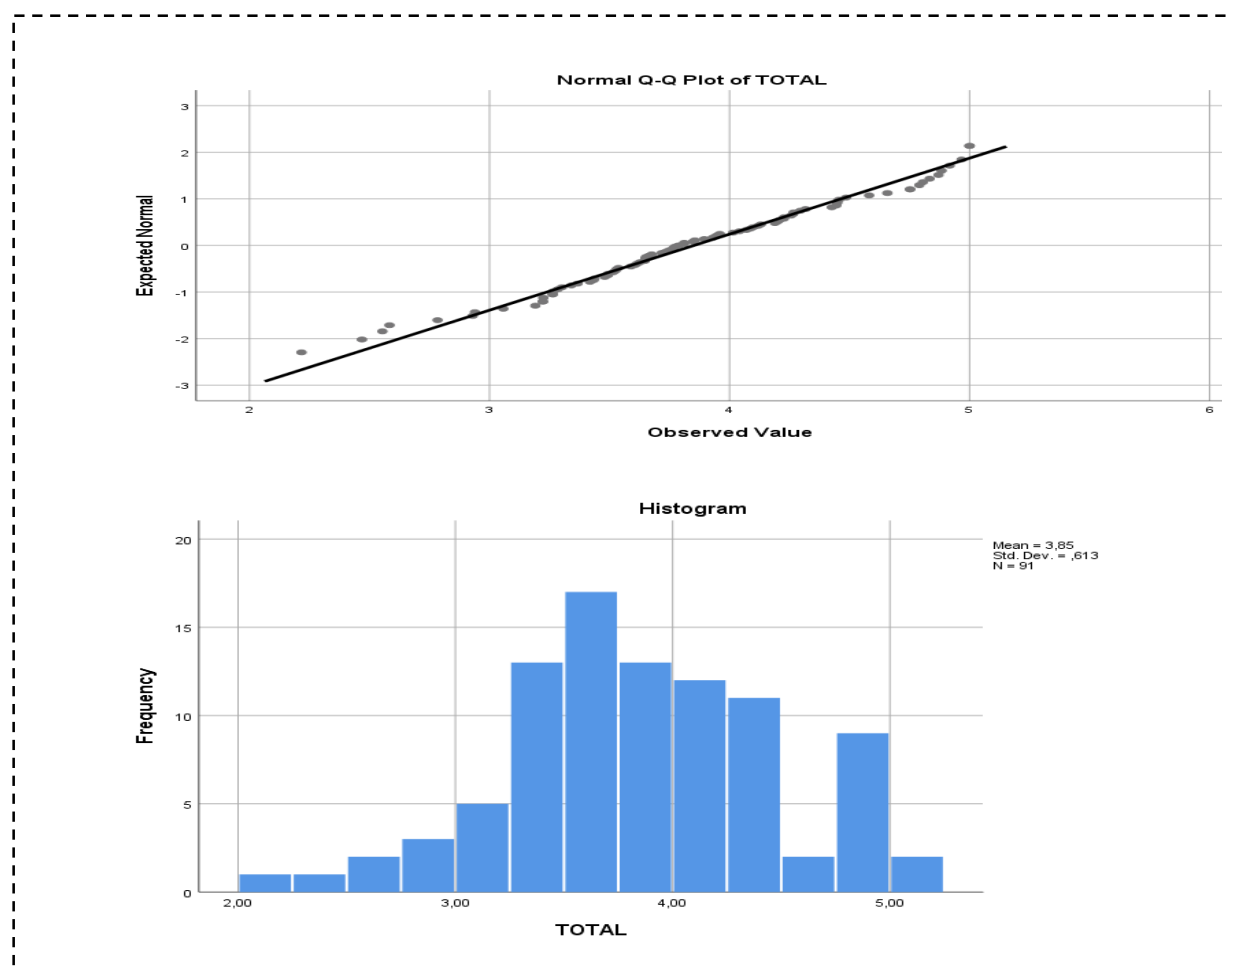 Normal Q-Q Plot of TOTAL
Expected Normal
3
2
1
0
-1
-2
-3
2 3 4 5 6
Observed Value
Histogram
Mean = 3,85
Std. Dev. = ,613
N = 91
Frequency
20
15
10
5
0
2,00 3,00 4,00 5,00
TOTAL